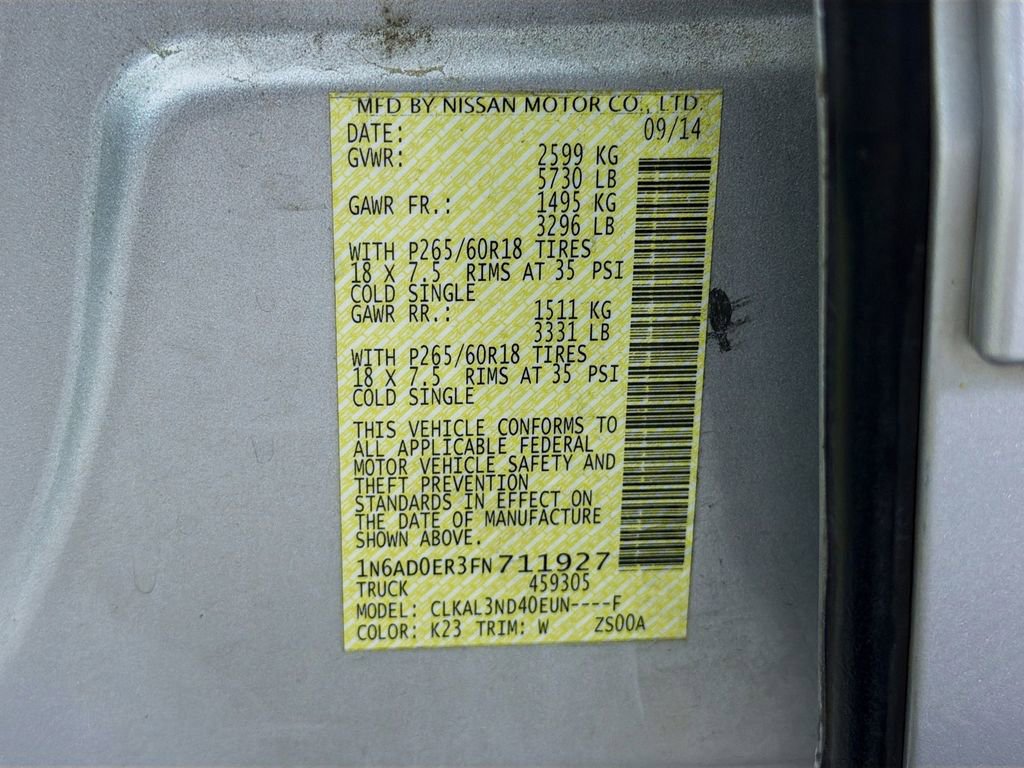 MFD BY NISSAN MOTOR CO., LTD.
DATE: 09/14
GVWR: 2599 KG
5730 LB
GAWR FR.: 1495 KG
3296 LB
WITH P265/60R18 TIRES
18 X 7.5 RIMS AT 35 PSI
COLD SINGLE
GAWR RR.: 1511 KG
3331 LB
WITH P265/60R18 TIRES
18 X 7.5 RIMS AT 35 PSI
COLD SINGLE
THIS VEHICLE CONFORMS TO
ALL APPLICABLE FEDERAL
MOTOR VEHICLE SAFETY AND
THEFT PREVENTION
STANDARDS IN EFFECT ON
THE DATE OF MANUFACTURE
SHOWN ABOVE.
1N6AD0ER3FN711927
TRUCK 459305
MODEL: CLKAL3ND40EUN----F
COLOR: K23 TRIM: W ZS00A